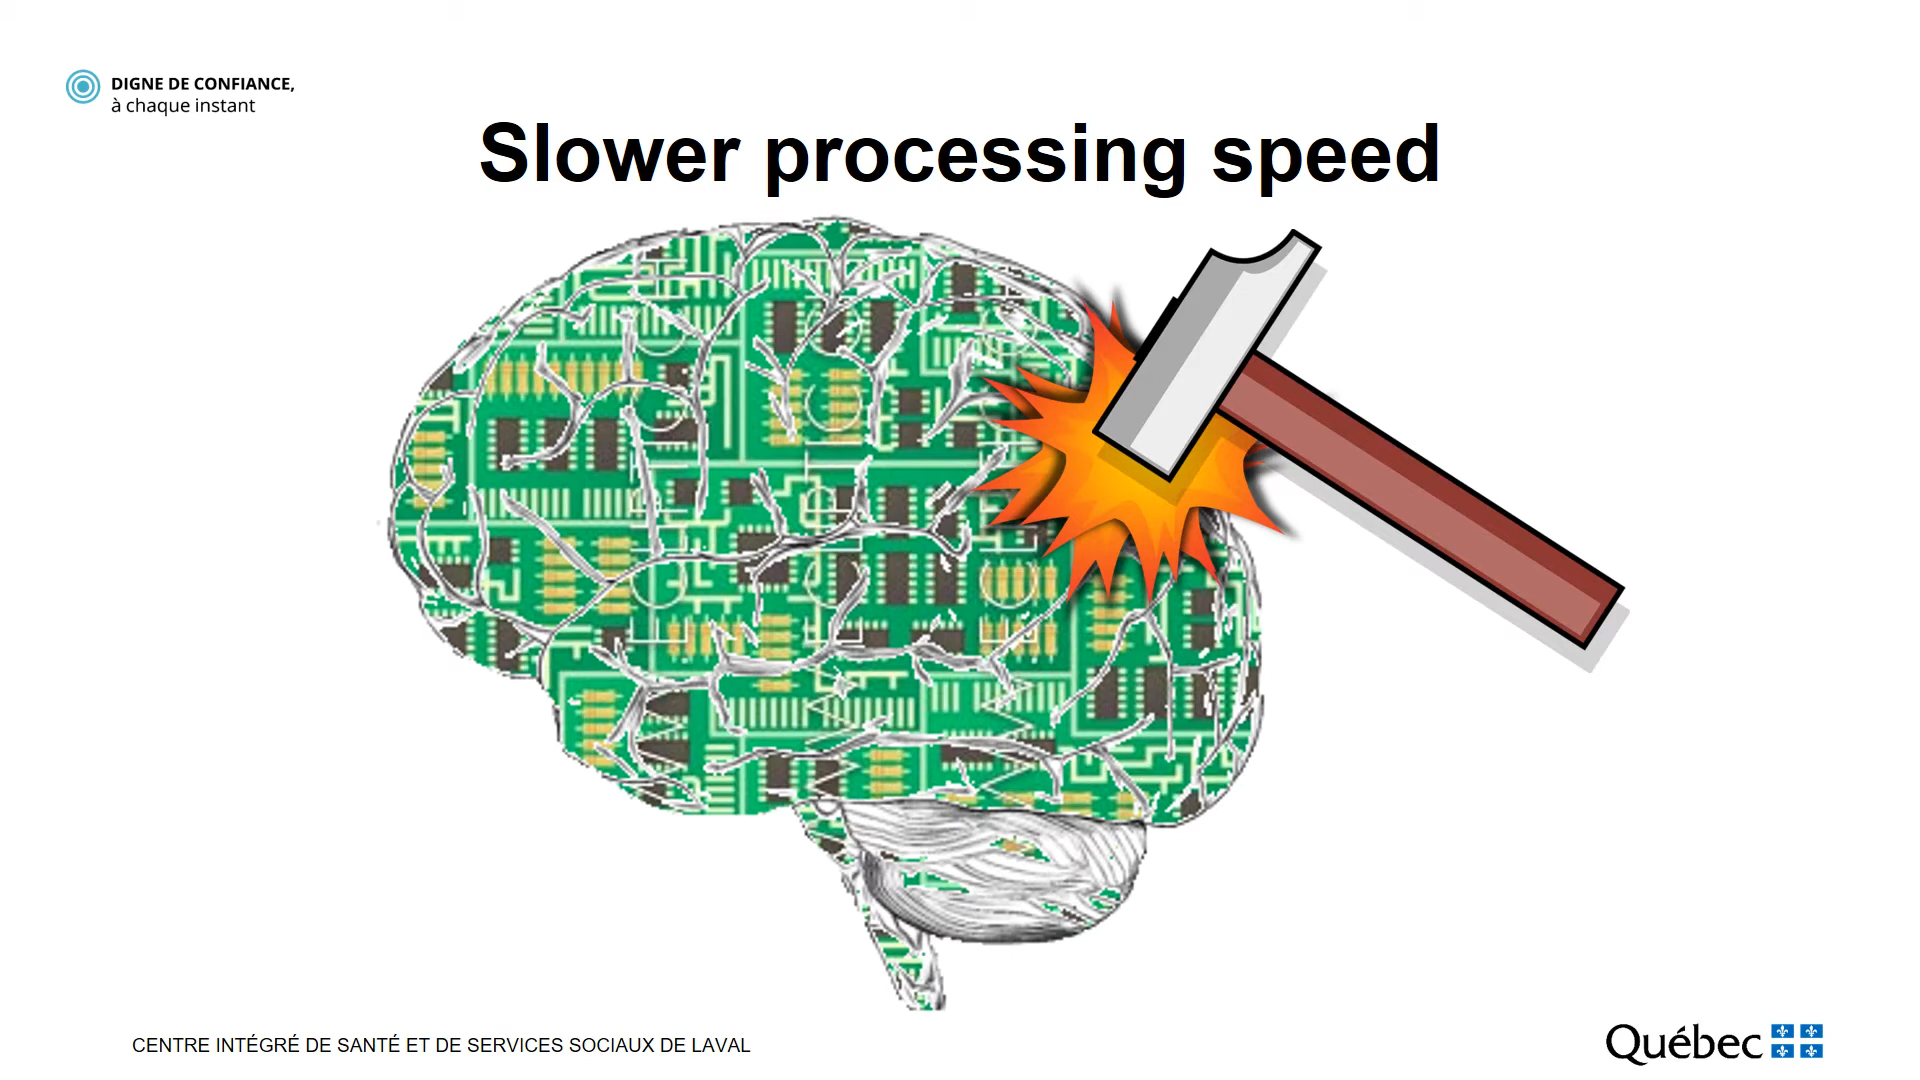 DIGNE DE CONFIANCE,
à chaque instant
Slower processing speed
CENTRE INTÉGRÉ DE SANTÉ ET DE SERVICES SOCIAUX DE LAVAL
Québec